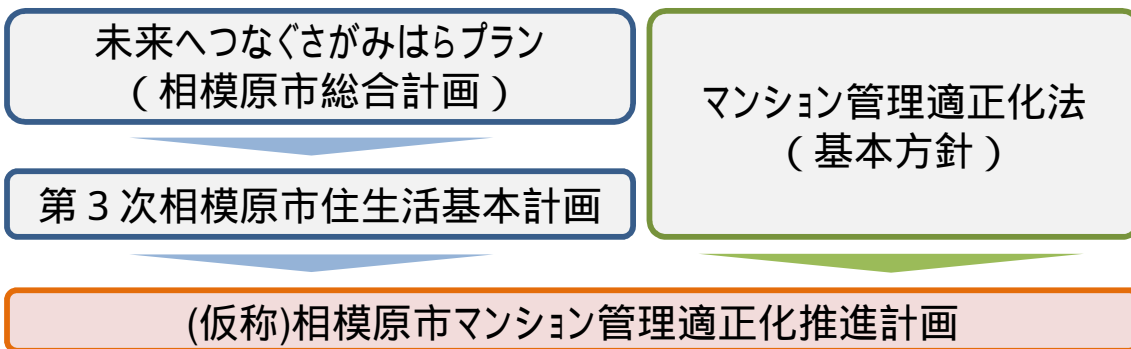 未来へつなぐさがみはらプラン
（相模原市総合計画）
マンション管理適正化法
（基本方針）
第３次相模原市住生活基本計画
(仮称)相模原市マンション管理適正化推進計画